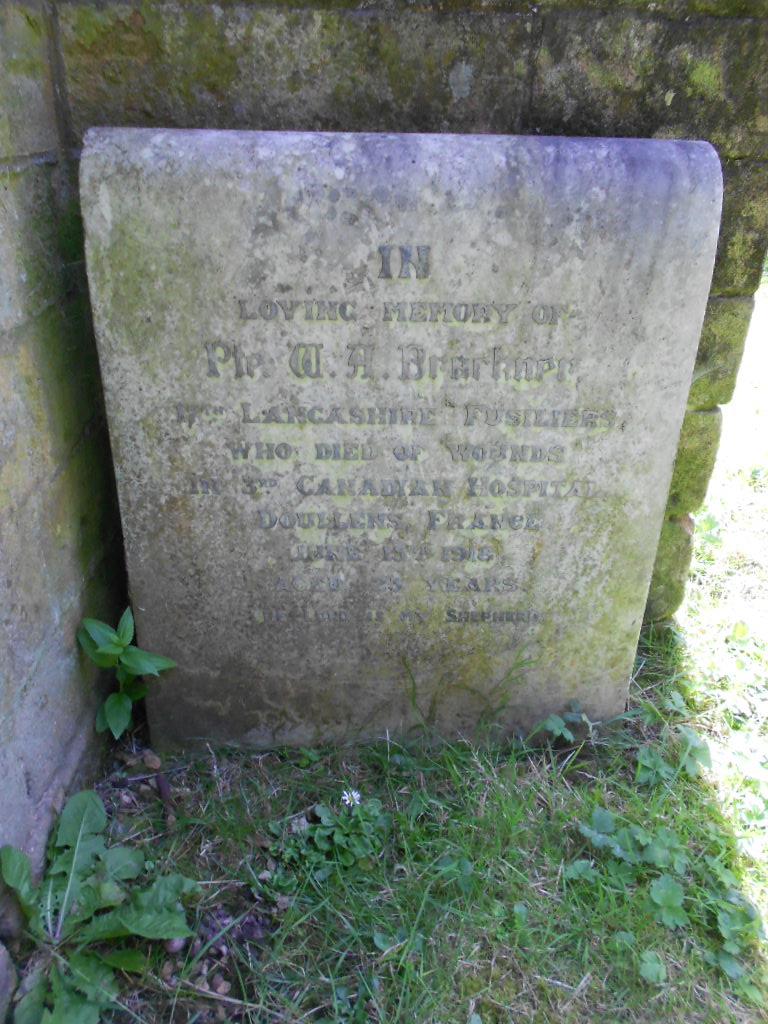 IN
LOVING MEMORY OF
Pte. W. A.
LANCASHIRE FUSILIERS,
WHO DIED OF WOUNDS
IN 3RD CANADIAN HOSPITAL
DOULLENS, FRANCE
JUNE 1918,
AGED YEARS.
SHEPHERD